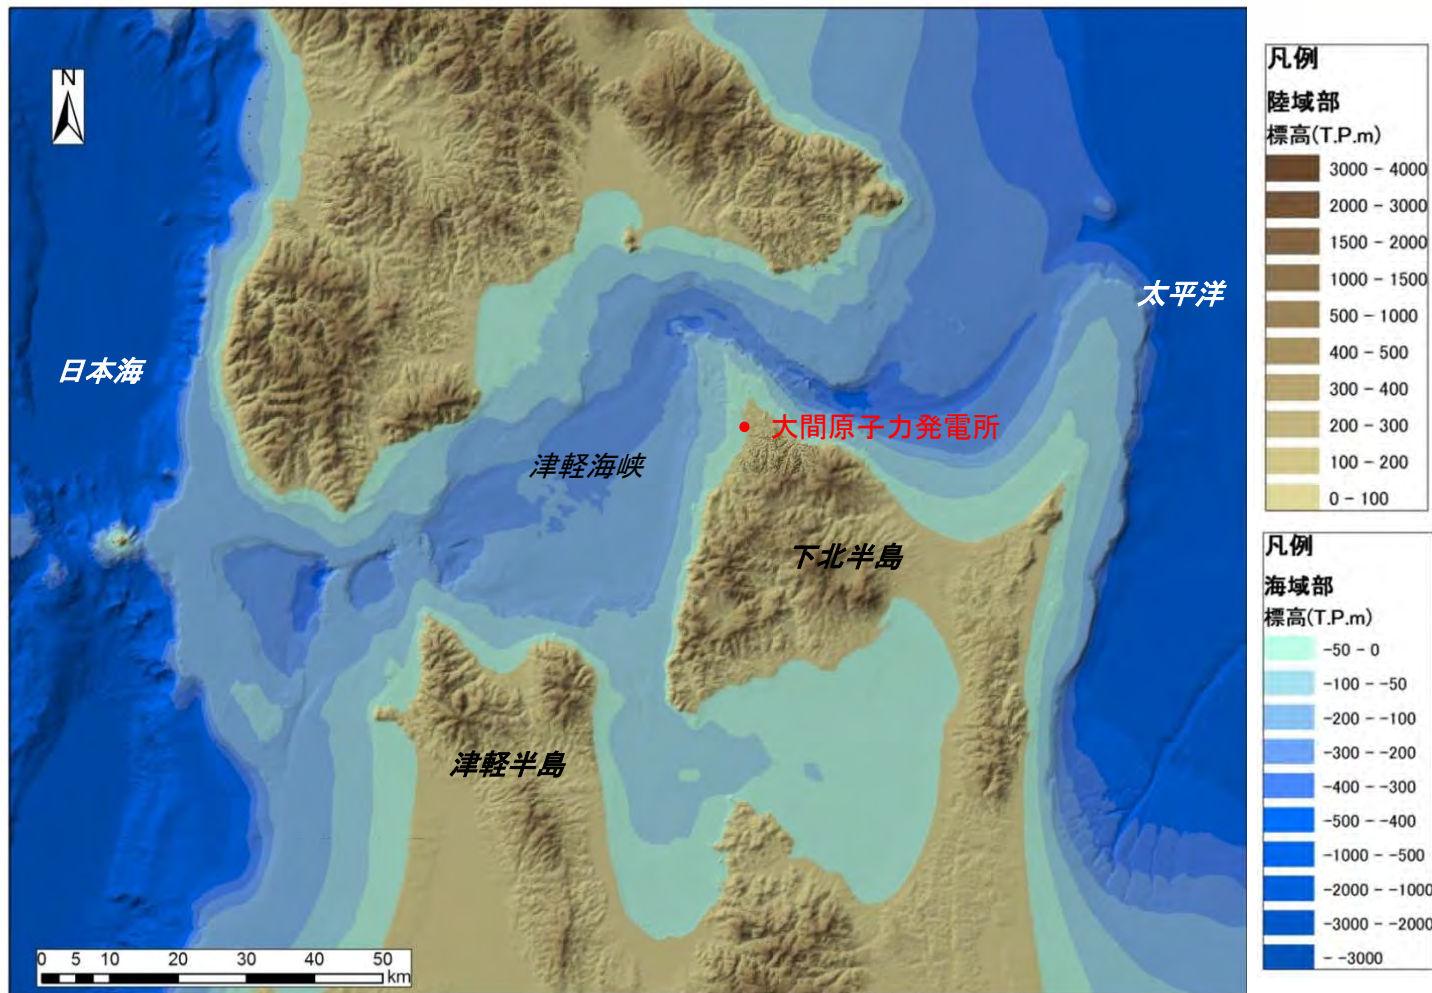 N
日本海
太平洋
大間原子力発電所
津軽海峡
下北半島
津軽半島
0 5 10 20 30 40 50
km
凡例
陸域部
標高(T.P.m)
3000 - 4000
2000 - 3000
1500 - 2000
1000 - 1500
500 - 1000
400 - 500
300 - 400
200 - 300
100 - 200
0 - 100
凡例
海域部
標高(T.P.m)
-50 - 0
-100 - -50
-200 - -100
-300 - -200
-400 - -300
-500 - -400
-1000 - -500
-2000 - -1000
-3000 - -2000
- -3000